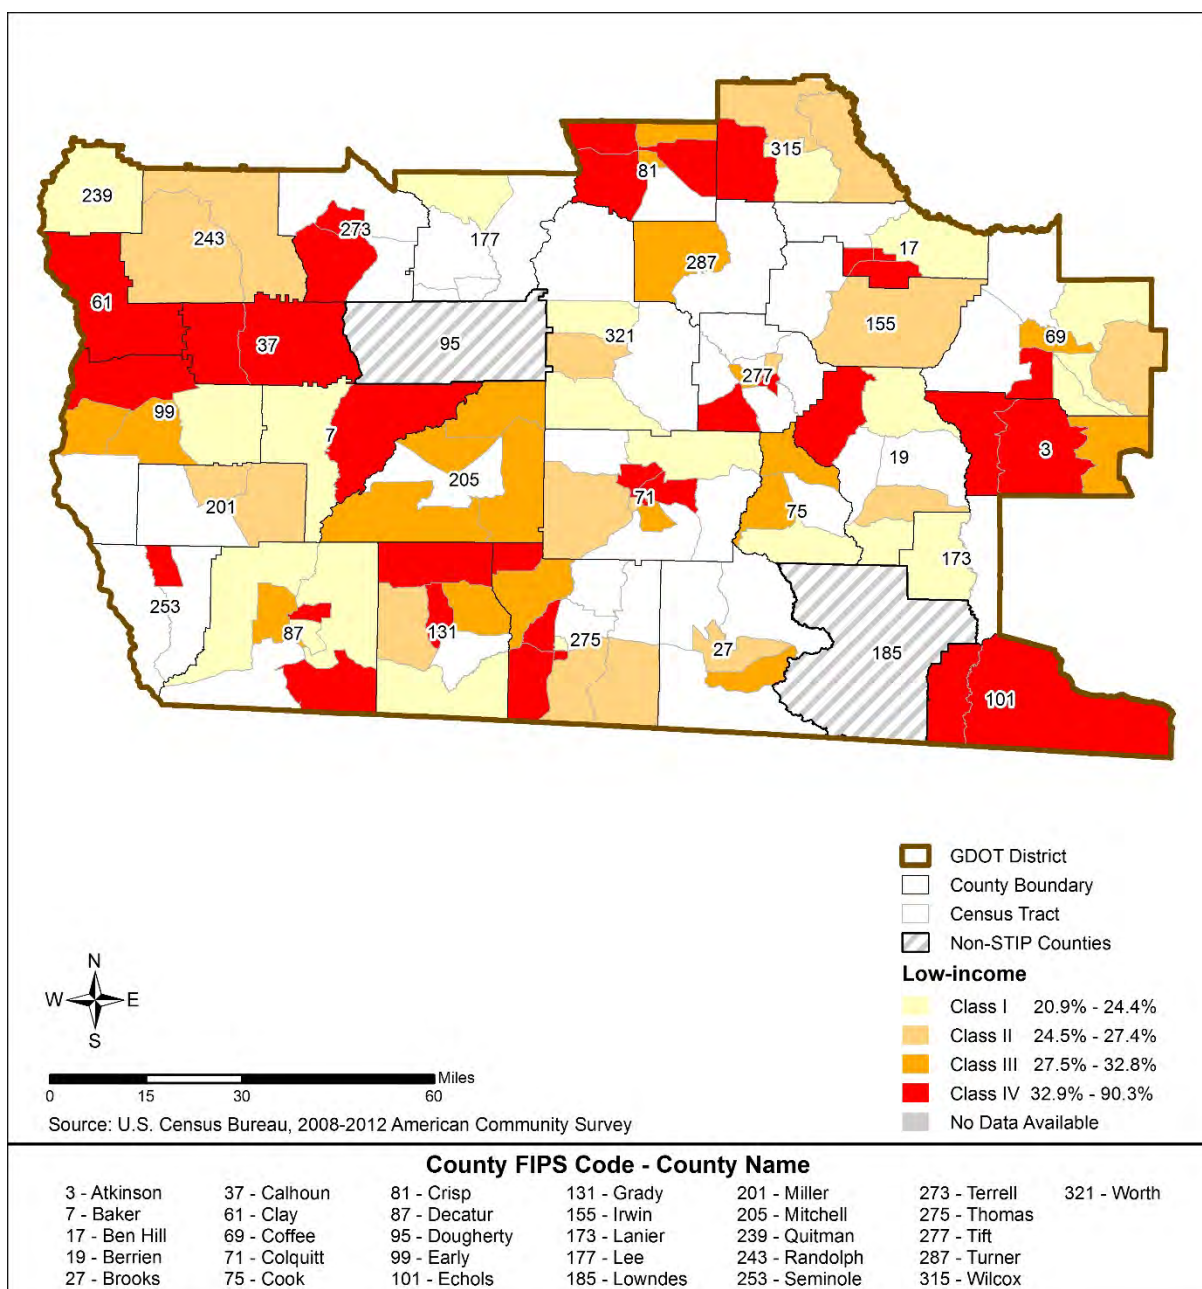 315
81
239
273
17
243
177
287
61
155
321
69
37
95
277
99
7
3
19
205
71
201
75
173
253
87
131
275
27
185
101
GDOT District
County Boundary
Census Tract
Non-STIP Counties
Low-income
Class I 20.9% - 24.4%
Class II 24.5% - 27.4%
Class III 27.5% - 32.8%
Class IV 32.9% - 90.3%
No Data Available
N
W E
S
Miles
0 15 30 60
Source: U.S. Census Bureau, 2008-2012 American Community Survey
County FIPS Code - County Name
3 - Atkinson 37 - Calhoun 81 - Crisp 131 - Grady 201 - Miller 273 - Terrell 321 - Worth
7 - Baker 61 - Clay 87 - Decatur 155 - Irwin 205 - Mitchell 275 - Thomas
17 - Ben Hill 69 - Coffee 95 - Dougherty 173 - Lanier 239 - Quitman 277 - Tift
19 - Berrien 71 - Colquitt 99 - Early 177 - Lee 243 - Randolph 287 - Turner
27 - Brooks 75 - Cook 101 - Echols 185 - Lowndes 253 - Seminole 315 - Wilcox